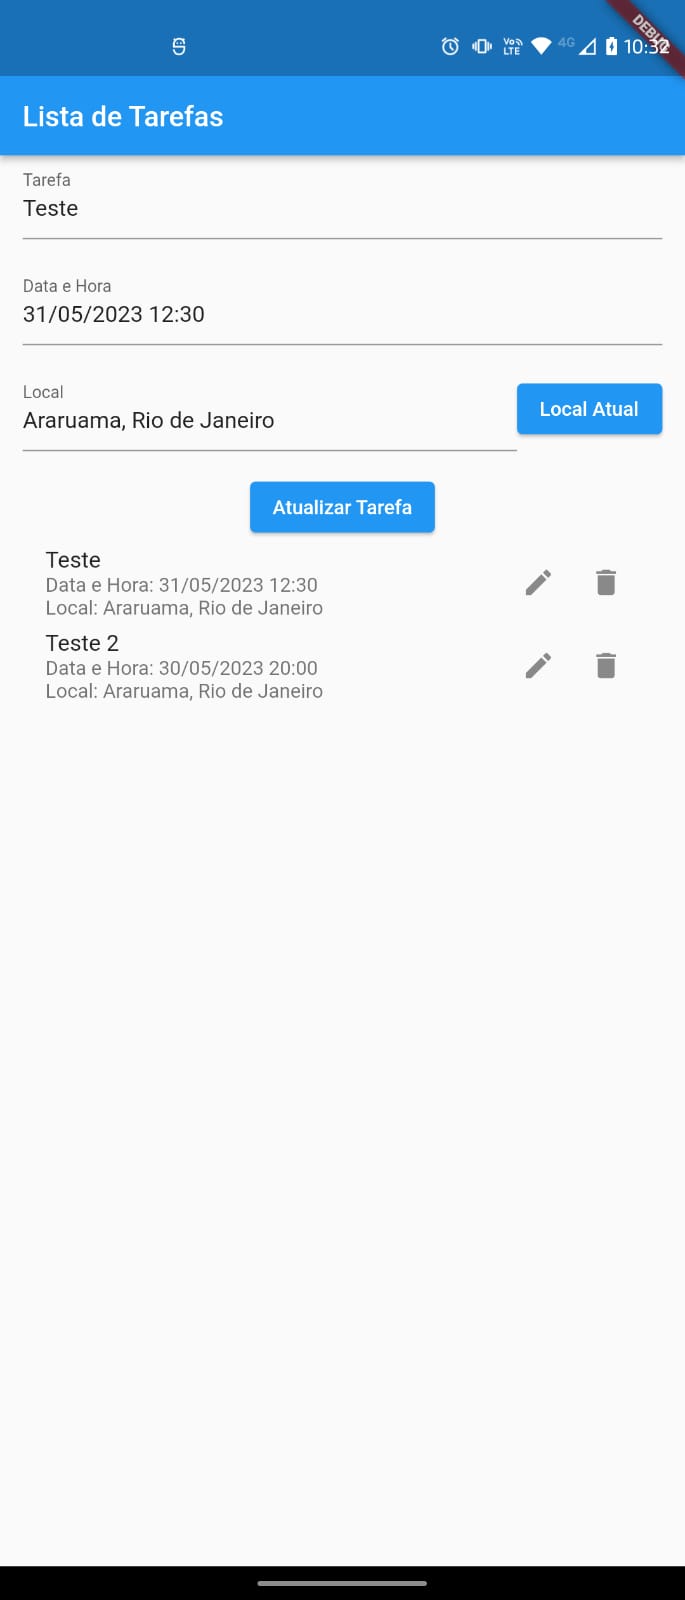 Vo
LTE
4G
10:32
DEBUG
Lista de Tarefas
Tarefa
Teste
Data e Hora
31/05/2023 12:30
Local
Araruama, Rio de Janeiro
Local Atual
Atualizar Tarefa
Teste
Data e Hora: 31/05/2023 12:30
Local: Araruama, Rio de Janeiro
Teste 2
Data e Hora: 30/05/2023 20:00
Local: Araruama, Rio de Janeiro